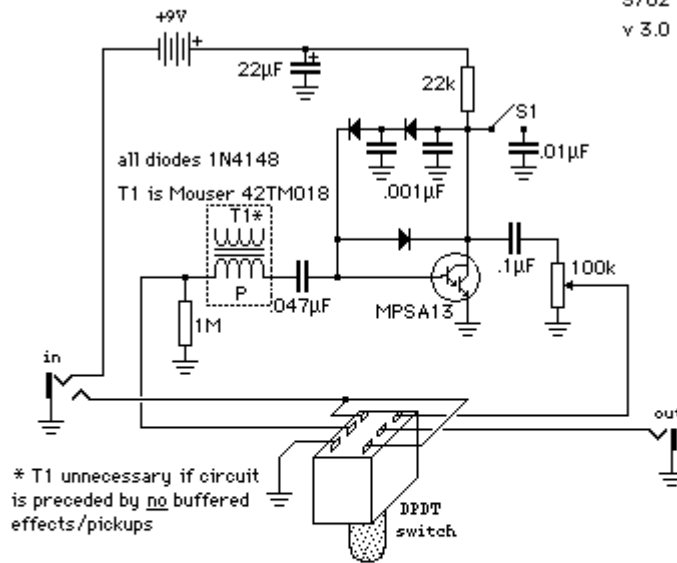 +9V
+
+
22µF
22k
S1
v 3.0
.01µF
.001µF
all diodes 1N4148
T1 is Mouser 42TM018
T1*
P
.047µF
1M
MPSA13
.1µF
100k
in
out
* T1 unnecessary if circuit
is preceded by no buffered
effects/pickups
DPDT
switch